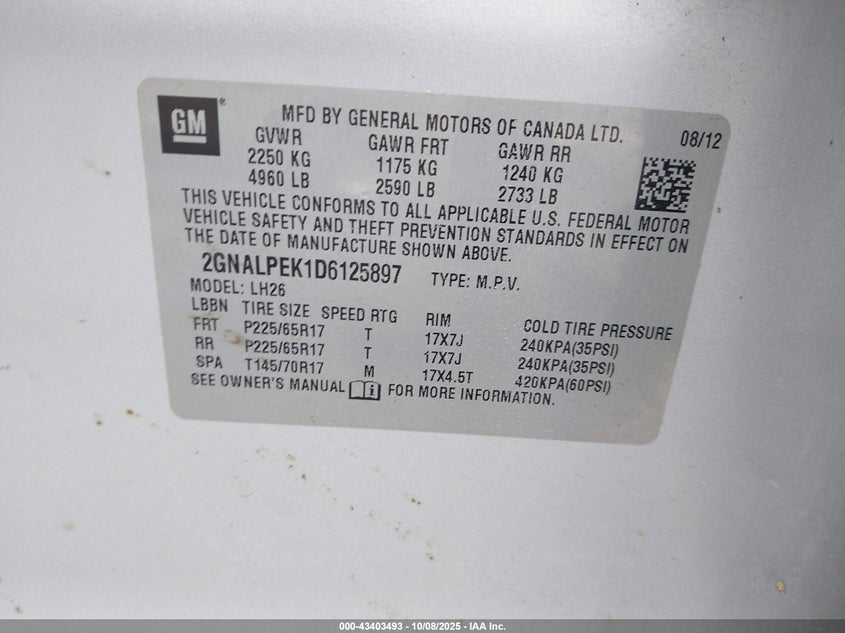 GM®
MFD BY GENERAL MOTORS OF CANADA LTD. 08/12
GVWR GAWR FRT GAWR RR
2250 KG 1175 KG 1240 KG
4960 LB 2590 LB 2733 LB
THIS VEHICLE CONFORMS TO ALL APPLICABLE U.S. FEDERAL MOTOR
VEHICLE SAFETY AND THEFT PREVENTION STANDARDS IN EFFECT ON
THE DATE OF MANUFACTURE SHOWN ABOVE.
2GNALPEK1D6125897 TYPE: M.P.V.
MODEL: LH26
LBBN TIRE SIZE SPEED RTG RIM COLD TIRE PRESSURE
FRT P225/65R17 T 17X7J 240KPA(35PSI)
RR P225/65R17 T 17X7J 240KPA(35PSI)
SPA T145/70R17 M 17X4.5T 420KPA(60PSI)
SEE OWNER'S MANUAL i FOR MORE INFORMATION.
000-43403493 - 10/08/2025 - IAA Inc.